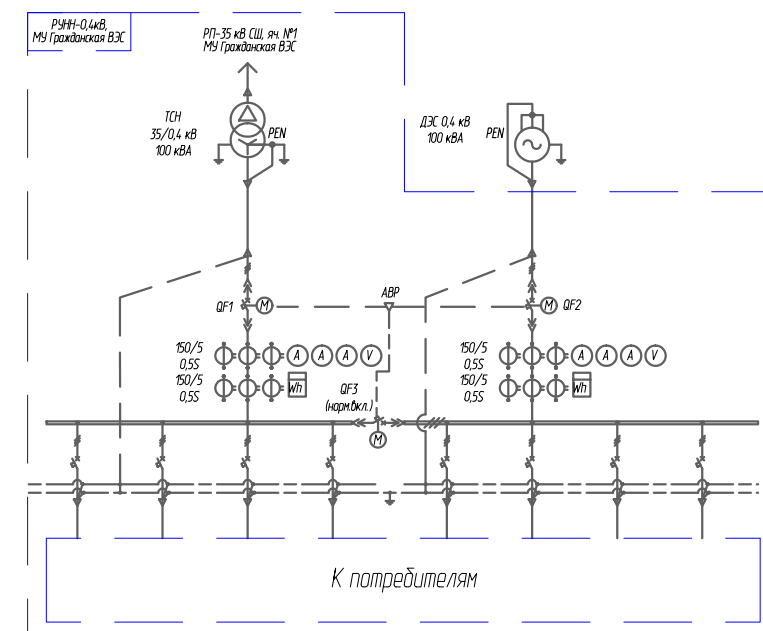 РУНН-0,4кВ,
МУ Гражданская ВЭС
РП-35 кВ СШ, яч. №1
МУ Гражданская ВЭС
ТСН
35/0,4 кВ
100 кВА
PEN
ДЭС 0,4 кВ
100 кВА
PEN
АВР
QF1
M
M
QF2
150/5
0,5S
A
A
A
V
150/5
0,5S
A
A
A
V
150/5
0,5S
Wh
150/5
0,5S
Wh
QF3
(норм.вкл.)
M
К потребителям